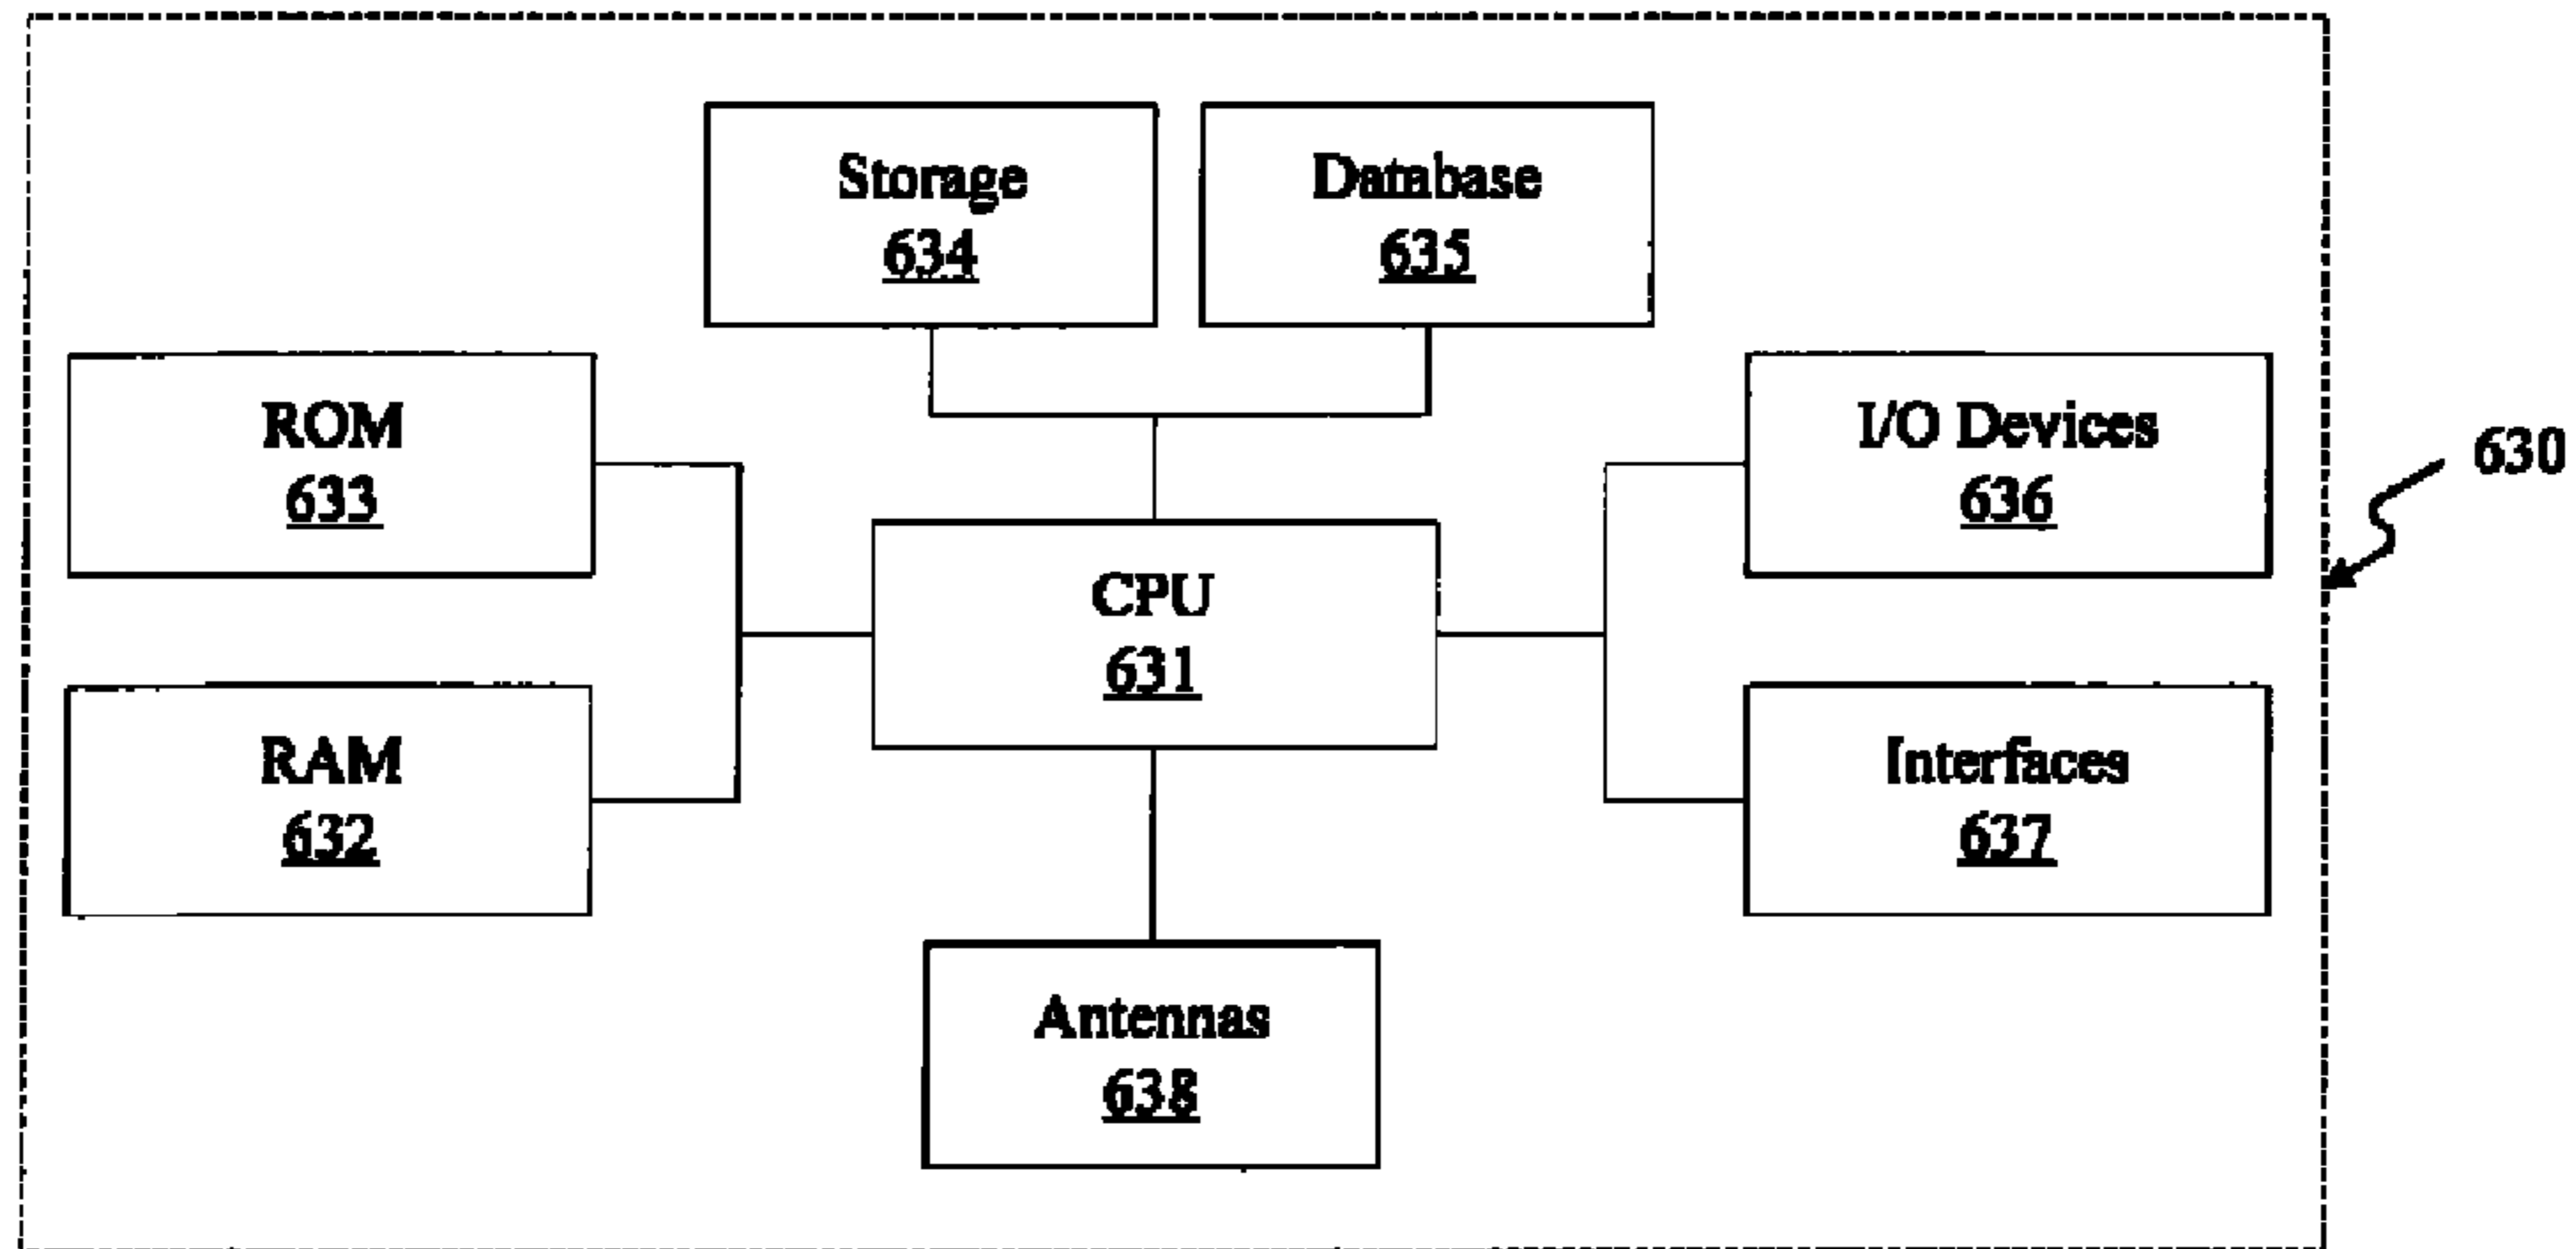 Storage
634
Database
635
ROM
633
I/O Devices
636
630
CPU
631
RAM
632
Interfaces
637
Antennas
638